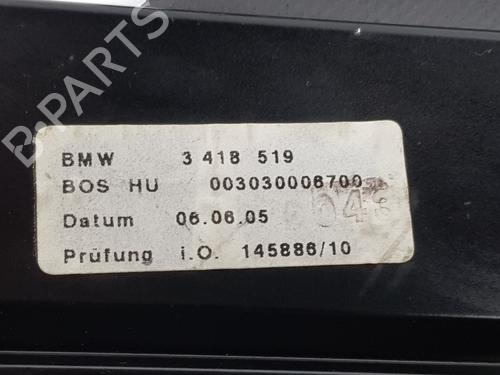 B-PARTS
BMW 3 418 519
BOS HU 003030006700
Datum 06.06.05
Prüfung i.O. 145886/10